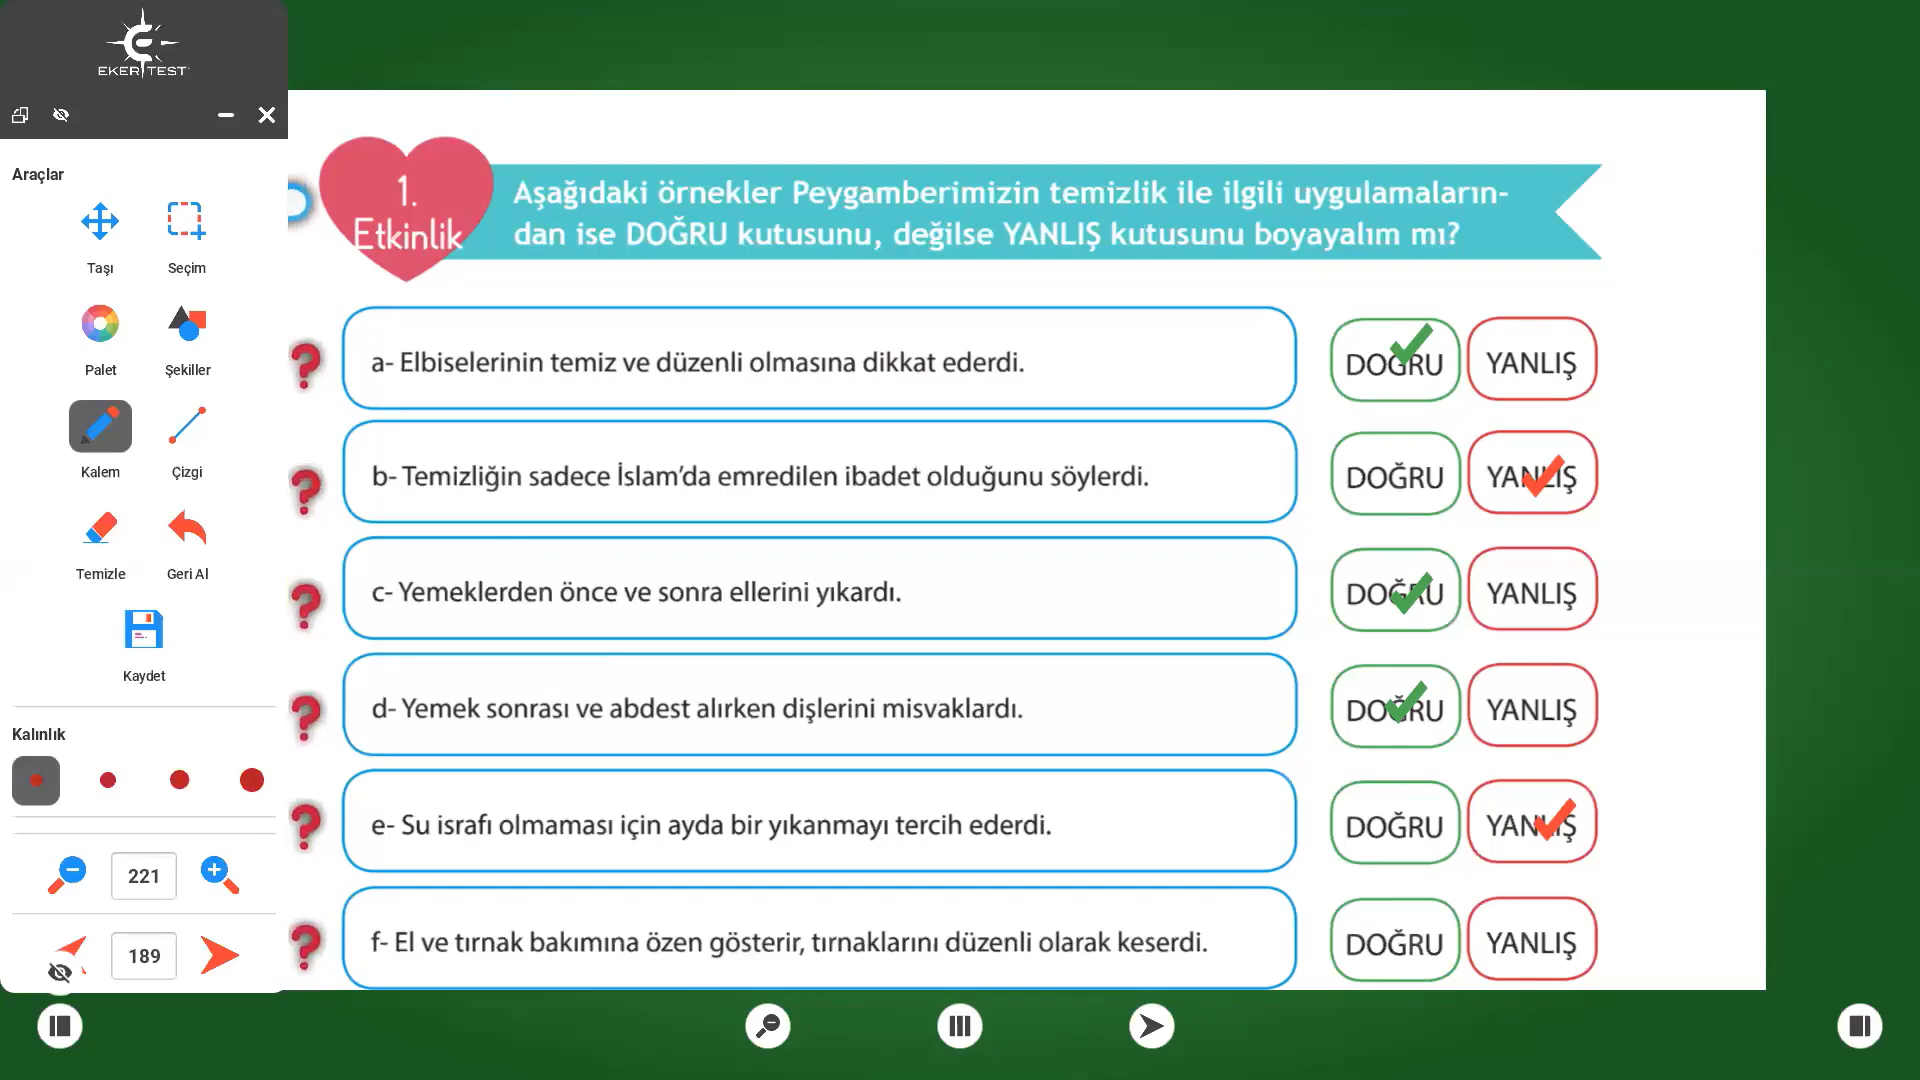 EKER TEST
Araçlar
Taşı
Seçim
Palet
Şekiller
Kalem
Çizgi
Temizle
Geri Al
Kaydet
Kalınlık
221
189
1.
Etkinlik
Aşağıdaki örnekler Peygamberimizin temizlik ile ilgili uygulamaların-
dan ise DOĞRU kutusunu, değilse YANLIŞ kutusunu boyayalım mı?
a- Elbiselerinin temiz ve düzenli olmasına dikkat ederdi.
DOĞRU
YANLIŞ
b- Temizliğin sadece İslam’da emredilen ibadet olduğunu söylerdi.
DOĞRU
YANLIŞ
c- Yemeklerden önce ve sonra ellerini yıkardı.
DOĞRU
YANLIŞ
d- Yemek sonrası ve abdest alırken dişlerini misvaklardı.
DOĞRU
YANLIŞ
e- Su israfı olmaması için ayda bir yıkanmayı tercih ederdi.
DOĞRU
YANLIŞ
f- El ve tırnak bakımına özen gösterir, tırnaklarını düzenli olarak keserdi.
DOĞRU
YANLIŞ